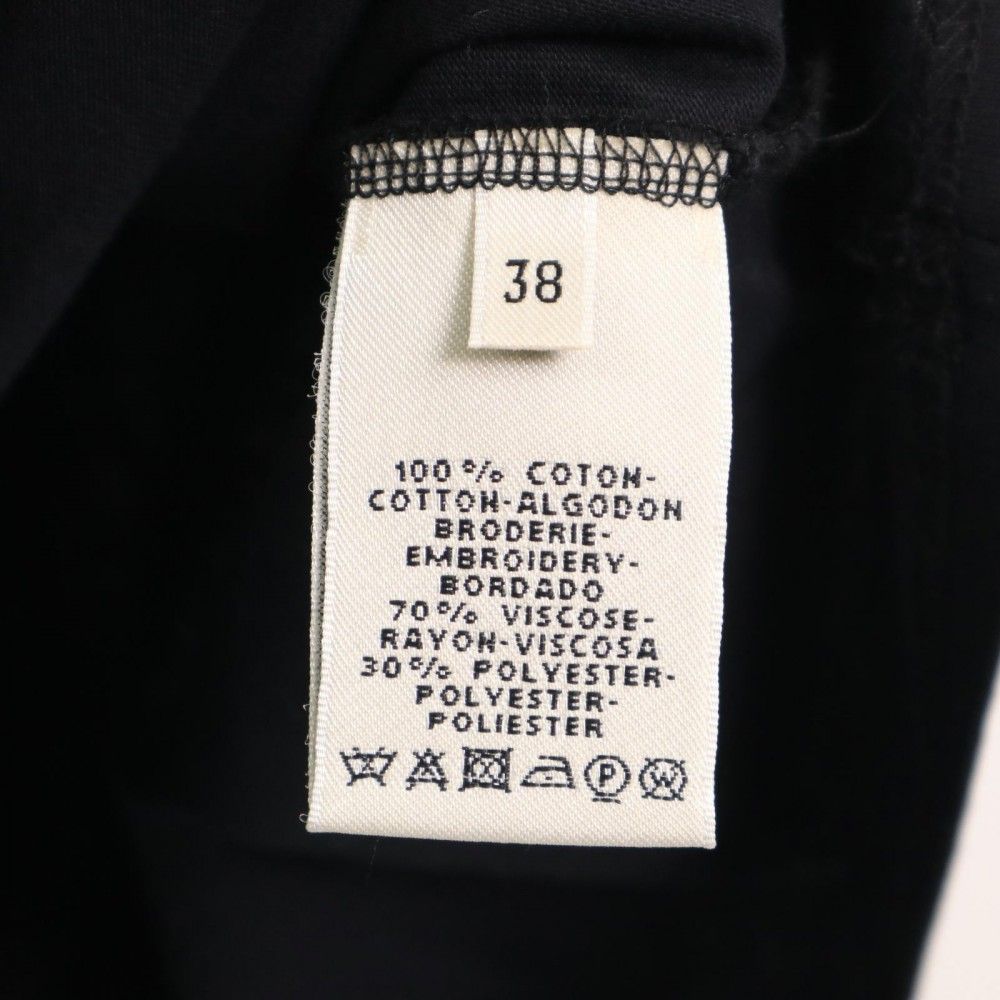 38
100% COTON-
COTTON-ALGODON
BRODERIE-
EMBROIDERY-
BORDADO
70% VISCOSE-
RAYON-VISCOSA
30% POLYESTER-
POLYESTER-
POLIESTER
P W